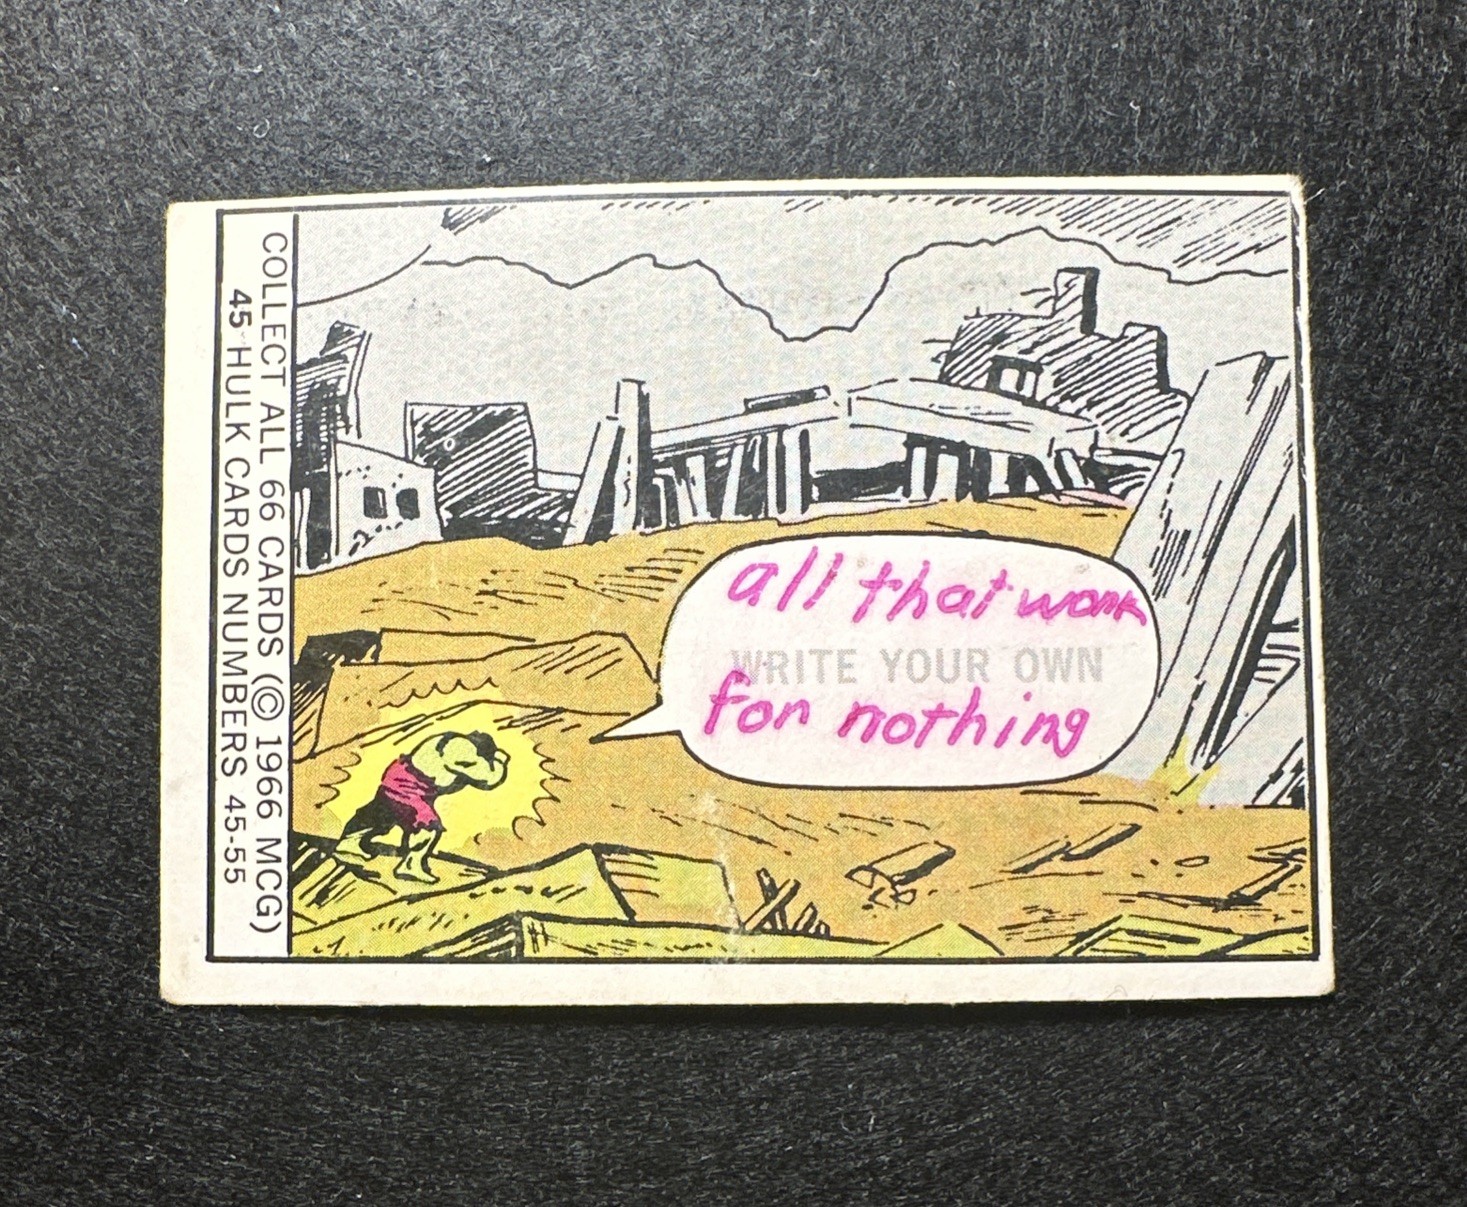 COLLECT ALL 66 CARDS (© 1966 MCG)
45 HULK CARDS NUMBERS 45-55
all that work
WRITE YOUR OWN
for nothing